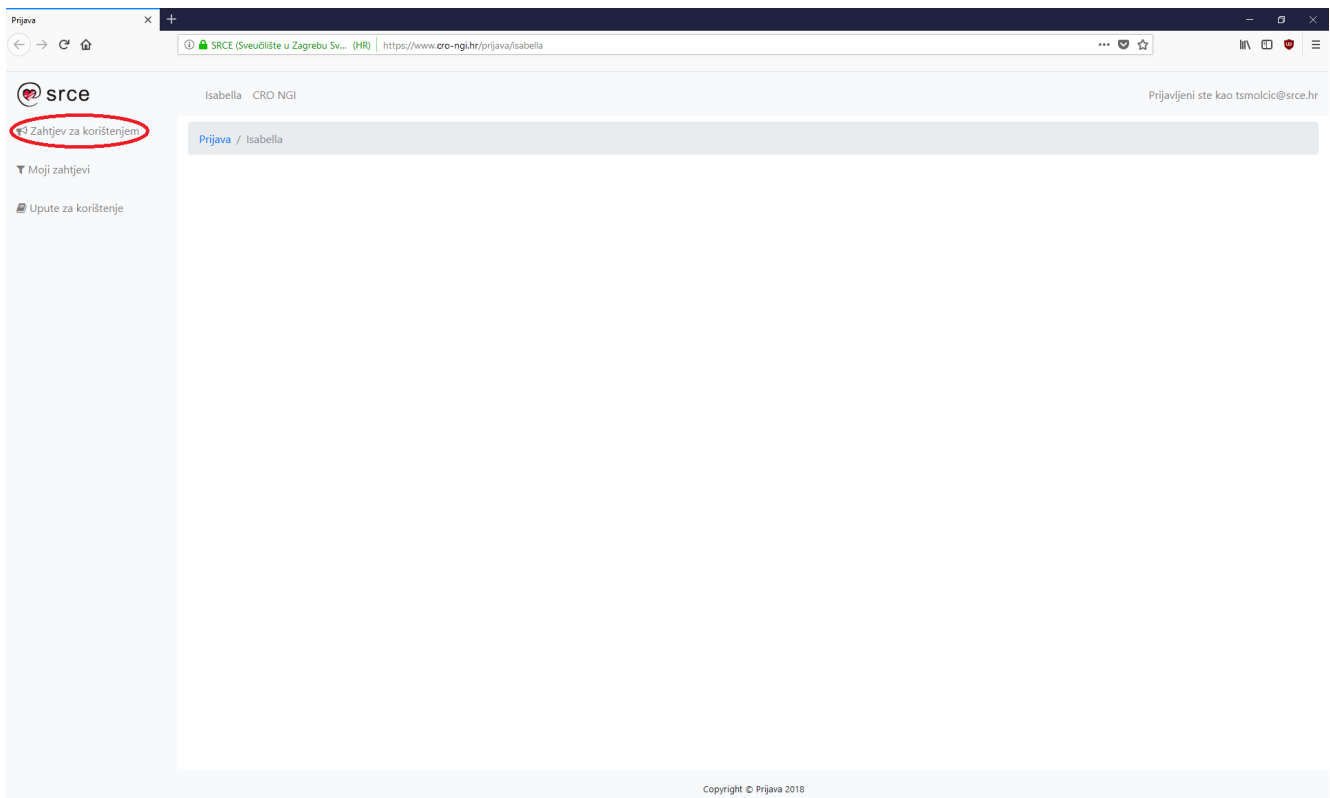 Prijava
SRCE (Sveučilište u Zagrebu Sv... (HR) https://www.cro-ngi.hr/prijava/isabella
srce
Isabella CRO NGI
Prijavljeni ste kao tsmolcic@srce.hr
Zahtjev za korištenjem
Prijava / Isabella
Moji zahtjevi
Upute za korištenje
Copyright © Prijava 2018